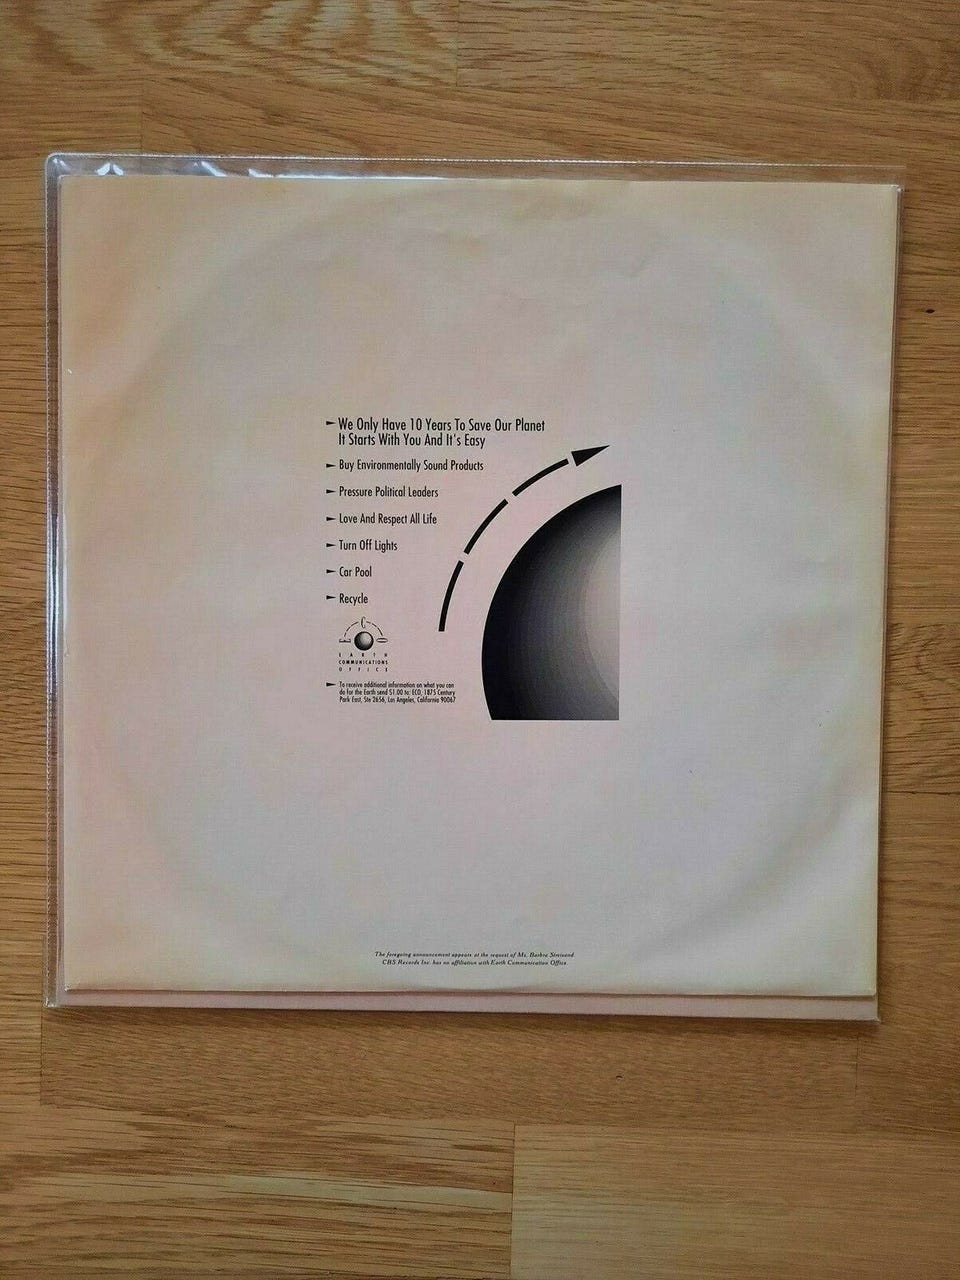 We Only Have 10 Years To Save Our Planet
It Starts With You And It's Easy
Buy Environmentally Sound Products
Pressure Political Leaders
Love And Respect All Life
Turn Off Lights
Car Pool
Recycle
E C O
EARTH
COMMUNICATIONS
OFFICE
To receive additional information on what you can
do for the Earth send $1.00 to: ECO, 1875 Century
Park East, Ste 2656, Los Angeles, California 90067
The foregoing announcement appears at the request of Ms. Barbra Streisand
CBS Records Inc. has no affiliation with Earth Communication Office.